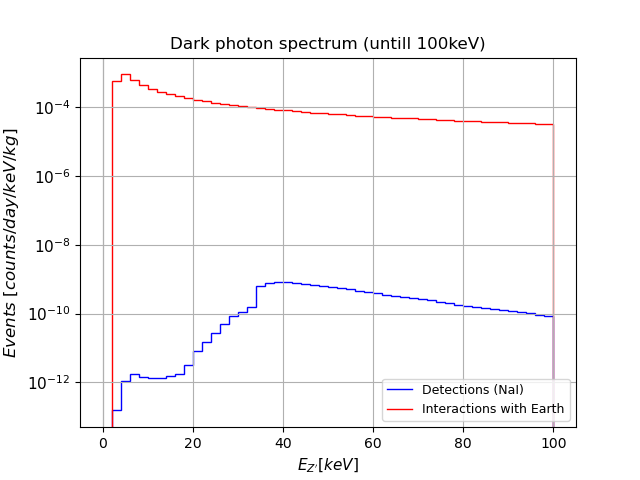 Dark photon spectrum (untill 100keV)
Events [counts/day/keV/kg]
10⁻⁴
10⁻⁶
10⁻⁸
10⁻¹⁰
10⁻¹²
Detections (NaI)
Interactions with Earth
0 20 40 60 80 100
E_{Z'}[keV]